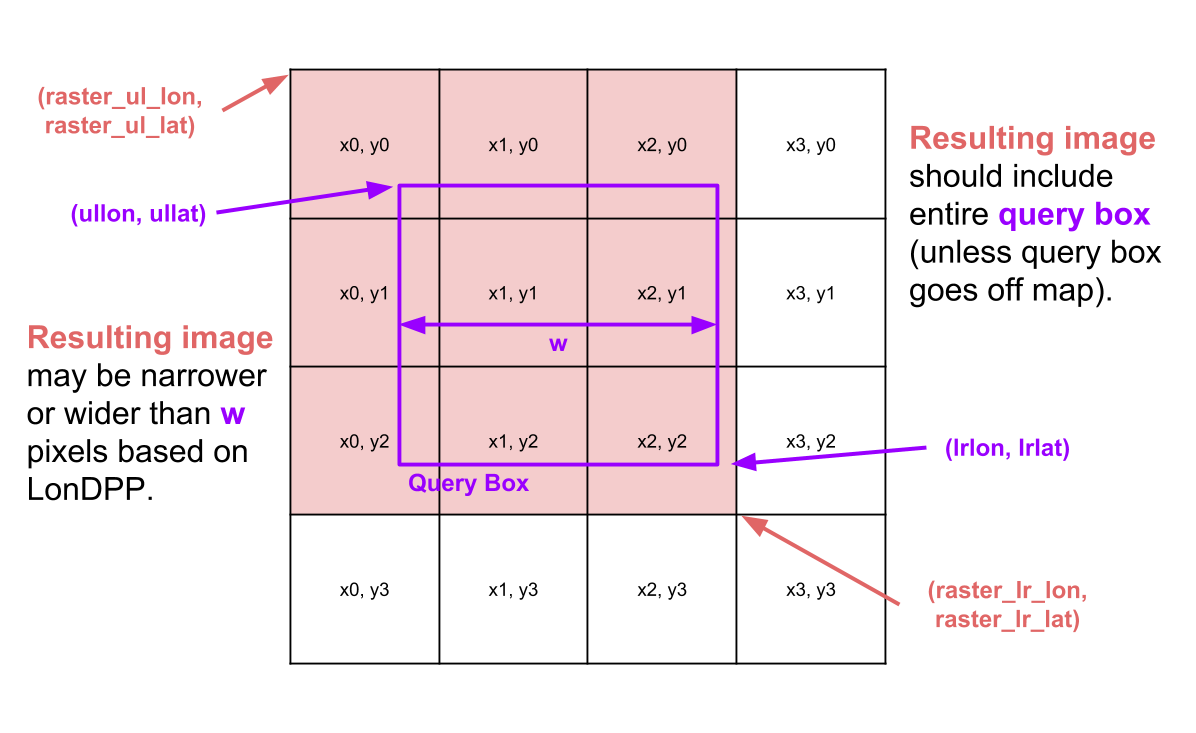 (raster_ul_lon,
raster_ul_lat)
(ullon, ullat)
Resulting image
may be narrower
or wider than w
pixels based on
LonDPP.
x0, y0
x1, y0
x2, y0
x3, y0
x0, y1
x1, y1
x2, y1
x3, y1
w
x0, y2
x1, y2
x2, y2
x3, y2
Query Box
x0, y3
x1, y3
x2, y3
x3, y3
Resulting image
should include
entire query box
(unless query box
goes off map).
(lrlon, lrlat)
(raster_lr_lon,
raster_lr_lat)